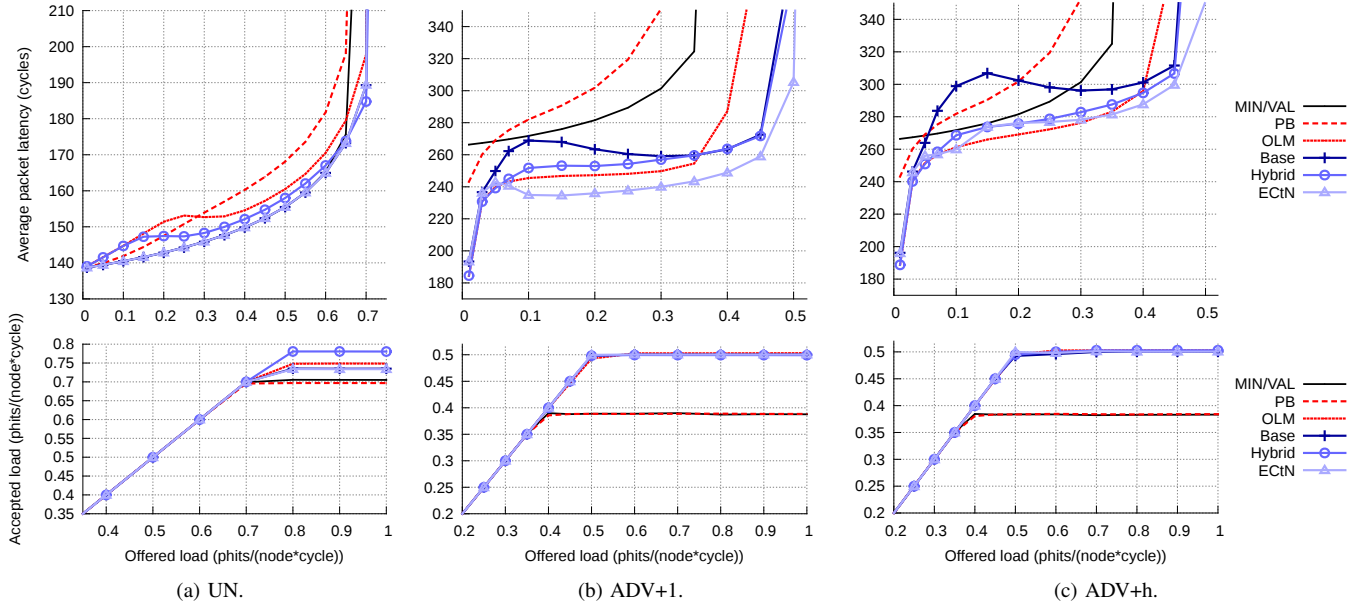 210
200
190
180
170
160
150
140
130
0 0.1 0.2 0.3 0.4 0.5 0.6 0.7
Average packet latency (cycles)
340
320
300
280
260
240
220
200
180
0 0.1 0.2 0.3 0.4 0.5
340
320
300
280
260
240
220
200
180
0 0.1 0.2 0.3 0.4 0.5
MIN/VAL
PB
OLM
Base
Hybrid
ECtN
0.8
0.75
0.7
0.65
0.6
0.55
0.5
0.45
0.4
0.35
0.4 0.5 0.6 0.7 0.8 0.9 1
Accepted load (phits/(node*cycle))
Offered load (phits/(node*cycle))
0.5
0.45
0.4
0.35
0.3
0.25
0.2
0.2 0.3 0.4 0.5 0.6 0.7 0.8 0.9 1
Offered load (phits/(node*cycle))
0.5
0.45
0.4
0.35
0.3
0.25
0.2
0.2 0.3 0.4 0.5 0.6 0.7 0.8 0.9 1
Offered load (phits/(node*cycle))
MIN/VAL
PB
OLM
Base
Hybrid
ECtN
(a) UN.
(b) ADV+1.
(c) ADV+h.